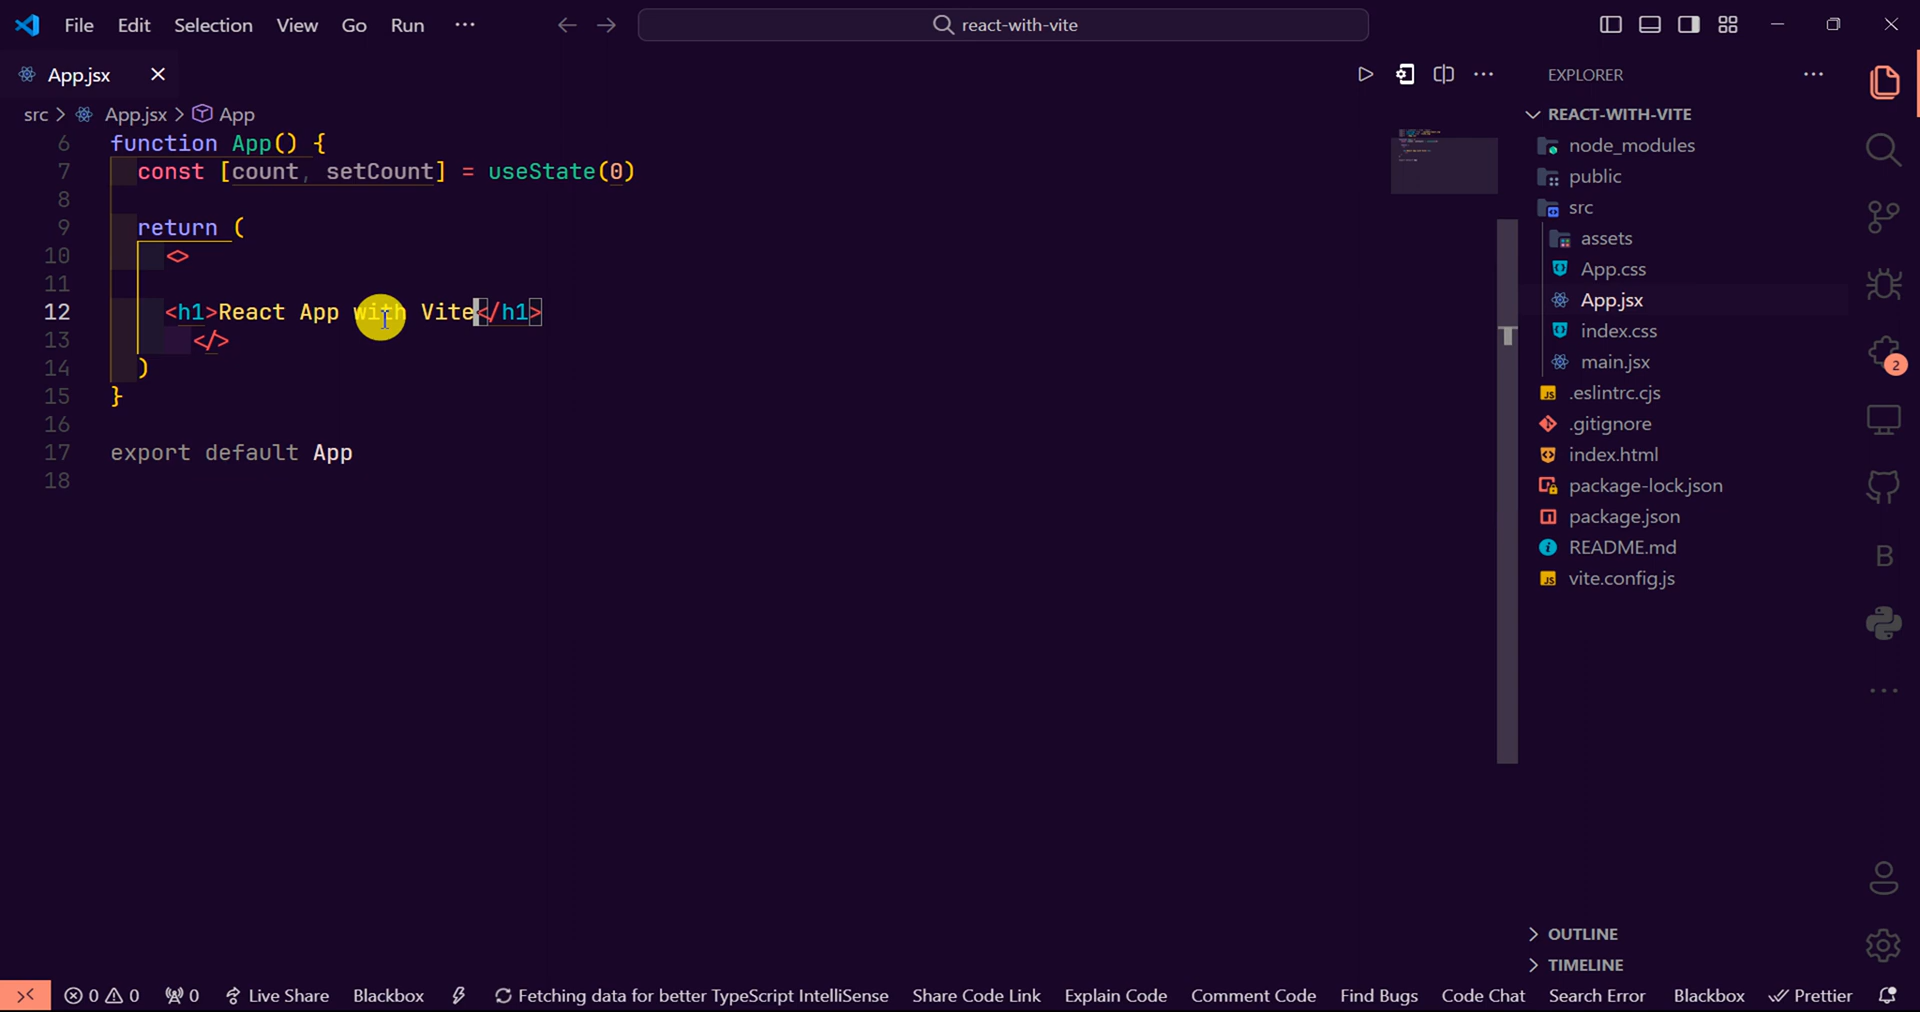 File Edit Selection View Go Run ···
react-with-vite
App.jsx
src > App.jsx > App
6 function App() {
7 const [count, setCount] = useState(0)
8
9 return (
10 <>
11
12 <h1>React App with Vite</h1>
13 </>
14 )
15 }
16
17 export default App
18
EXPLORER
REACT-WITH-VITE
node_modules
public
src
assets
App.css
App.jsx
index.css
main.jsx
.eslintrc.cjs
.gitignore
index.html
package-lock.json
package.json
README.md
vite.config.js
2
B
OUTLINE
TIMELINE
0 0 0 Live Share Blackbox Fetching data for better TypeScript IntelliSense Share Code Link Explain Code Comment Code Find Bugs Code Chat Search Error Blackbox Prettier